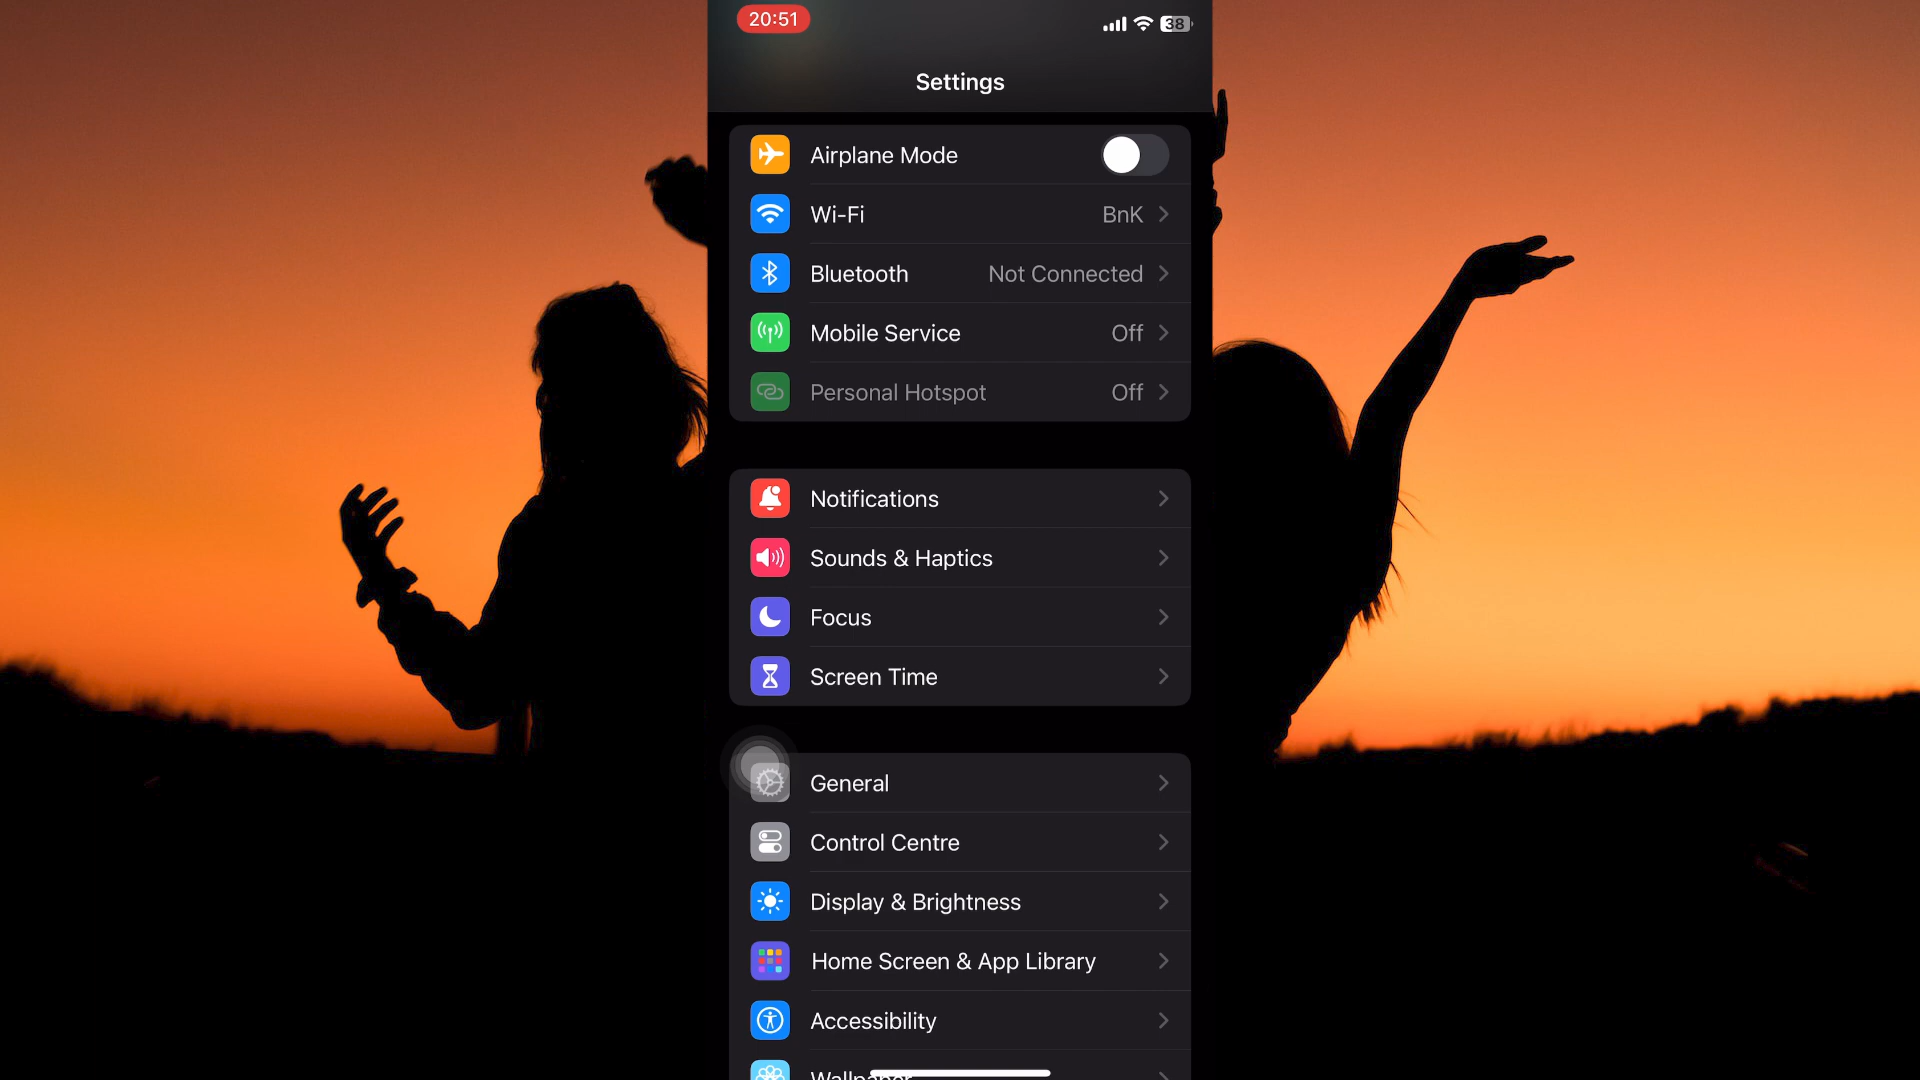 20:51
38
Settings
Airplane Mode
Wi-Fi BnK
Bluetooth Not Connected
Mobile Service Off
Personal Hotspot Off
Notifications
Sounds & Haptics
Focus
Screen Time
General
Control Centre
Display & Brightness
Home Screen & App Library
Accessibility
Wallpaper